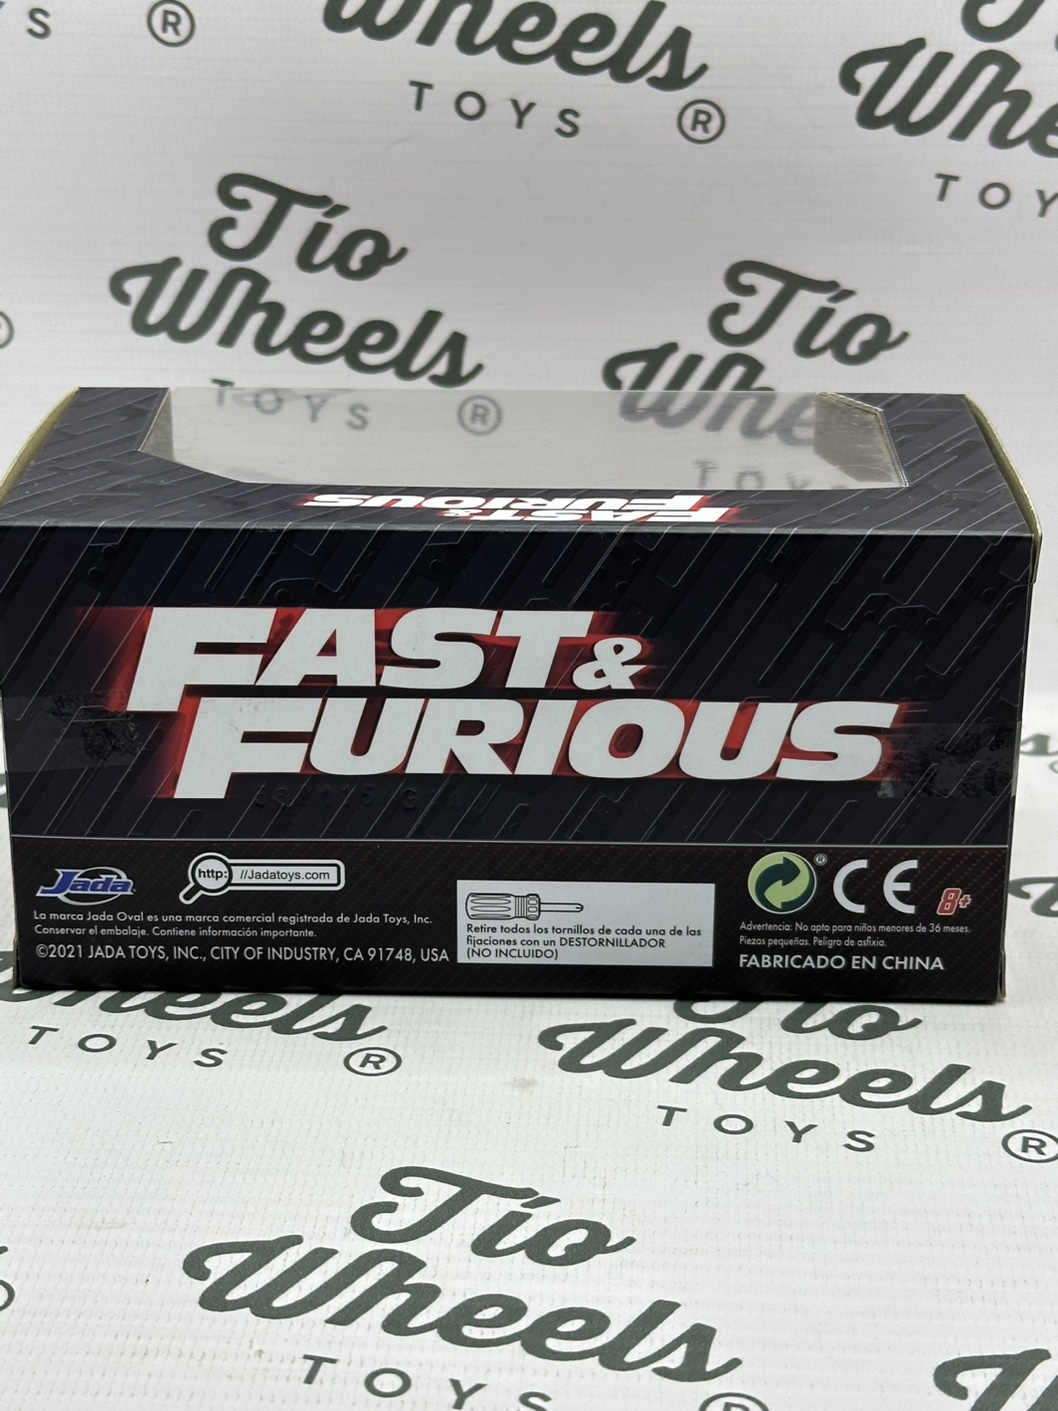 S ®
Wheels
TOYS ®
Whe
TOY
Tío
Wheels
TOYS ®
Tío
Whe
TOYS
FAST &
FURIOUS
FAST &
FURIOUS
Jada
http: //Jadatoys.com
La marca Jada Oval es una marca comercial registrada de Jada Toys, Inc.
Conservar el embalaje. Contiene información importante.
©2021 JADA TOYS, INC., CITY OF INDUSTRY, CA 91748, USA
Retire todos los tornillos de cada una de las
fijaciones con un DESTORNILLADOR
(NO INCLUIDO)
® CE 8+
Advertencia: No apto para niños menores de 36 meses.
Piezas pequeñas. Peligro de asfixia.
FABRICADO EN CHINA
Wheels
TOYS ®
Tío
Wheels
TOYS ®
Tío
Wheels
TOYS ®